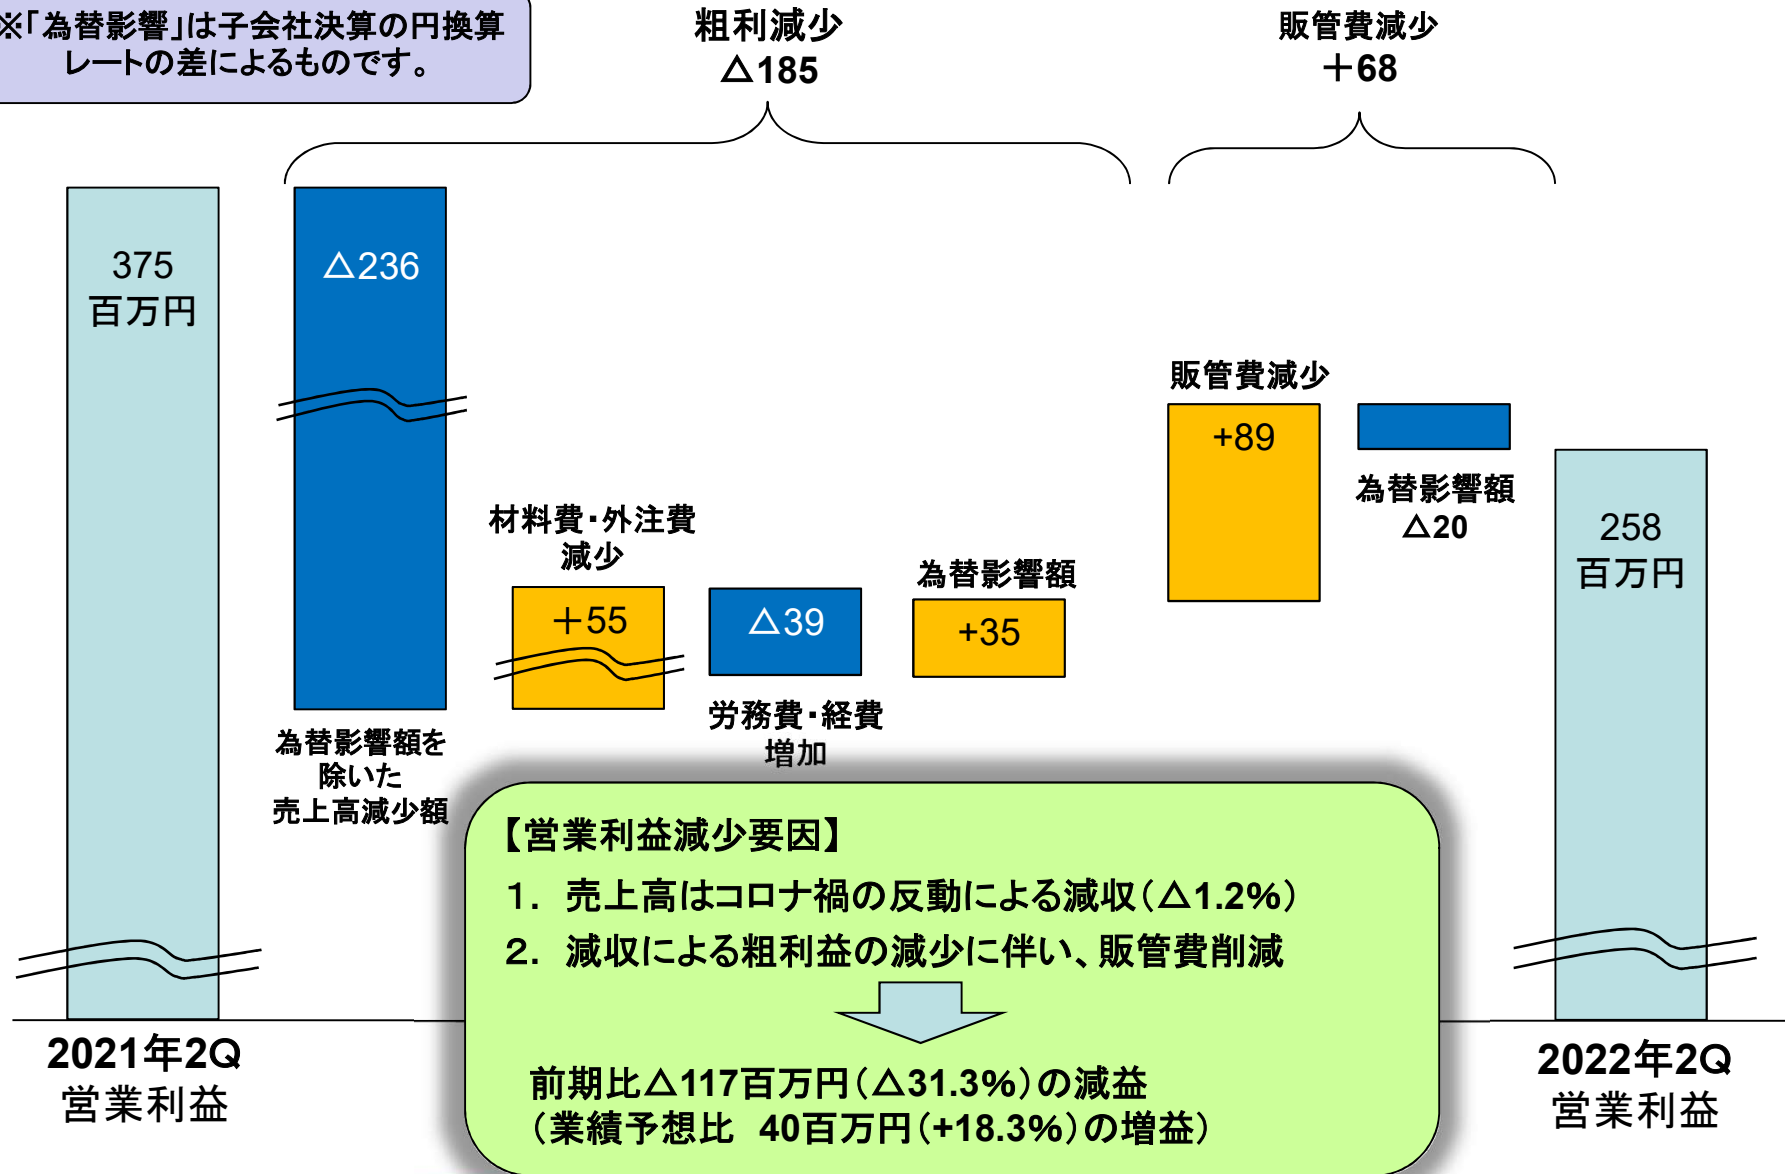 ※「為替影響」は子会社決算の円換算
レートの差によるものです。
粗利減少
△185
販管費減少
＋68
375
百万円
△236
為替影響額を
除いた
売上高減少額
材料費・外注費
減少
＋55
△39
労務費・経費
増加
為替影響額
+35
販管費減少
+89
為替影響額
△20
258
百万円
【営業利益減少要因】
1. 売上高はコロナ禍の反動による減収（△1.2%）
2. 減収による粗利益の減少に伴い、販管費削減
前期比△117百万円（△31.3%）の減益
（業績予想比 40百万円（+18.3%）の増益）
2021年2Q
営業利益
2022年2Q
営業利益